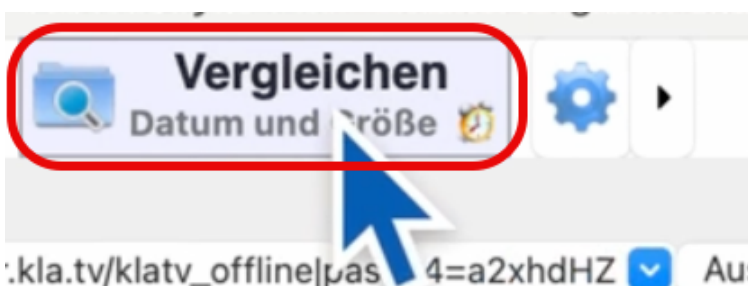 Vergleichen
Datum und Größe
.kla.tv/klatv_offline|pas 4=a2xhdHZ